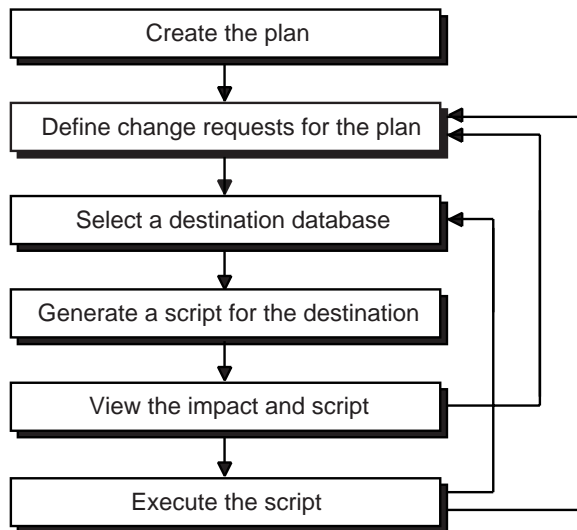 Create the plan
Define change requests for the plan
Select a destination database
Generate a script for the destination
View the impact and script
Execute the script